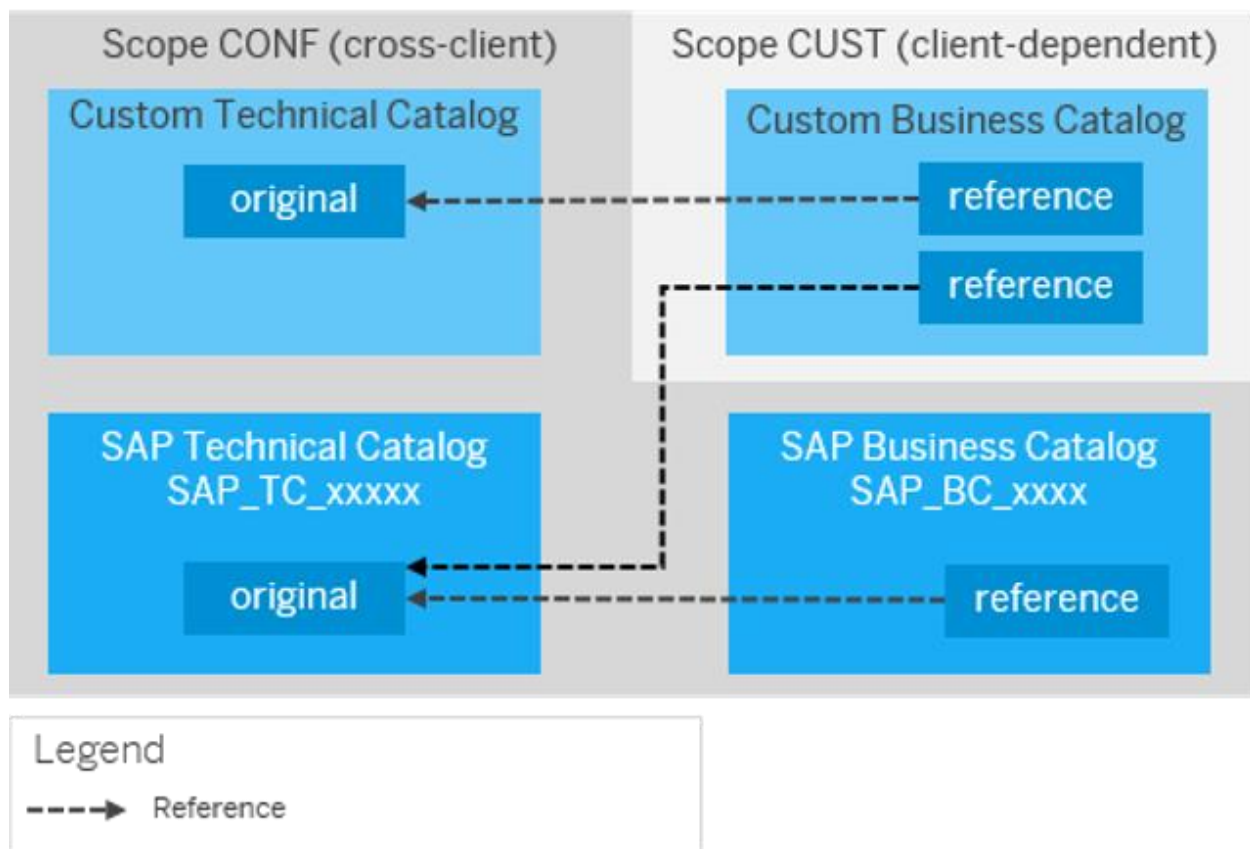 Scope CONF (cross-client)
Scope CUST (client-dependent)
Custom Technical Catalog
original
Custom Business Catalog
reference
reference
SAP Technical Catalog
SAP_TC_xxxxx
original
SAP Business Catalog
SAP_BC_xxxx
reference
Legend
Reference